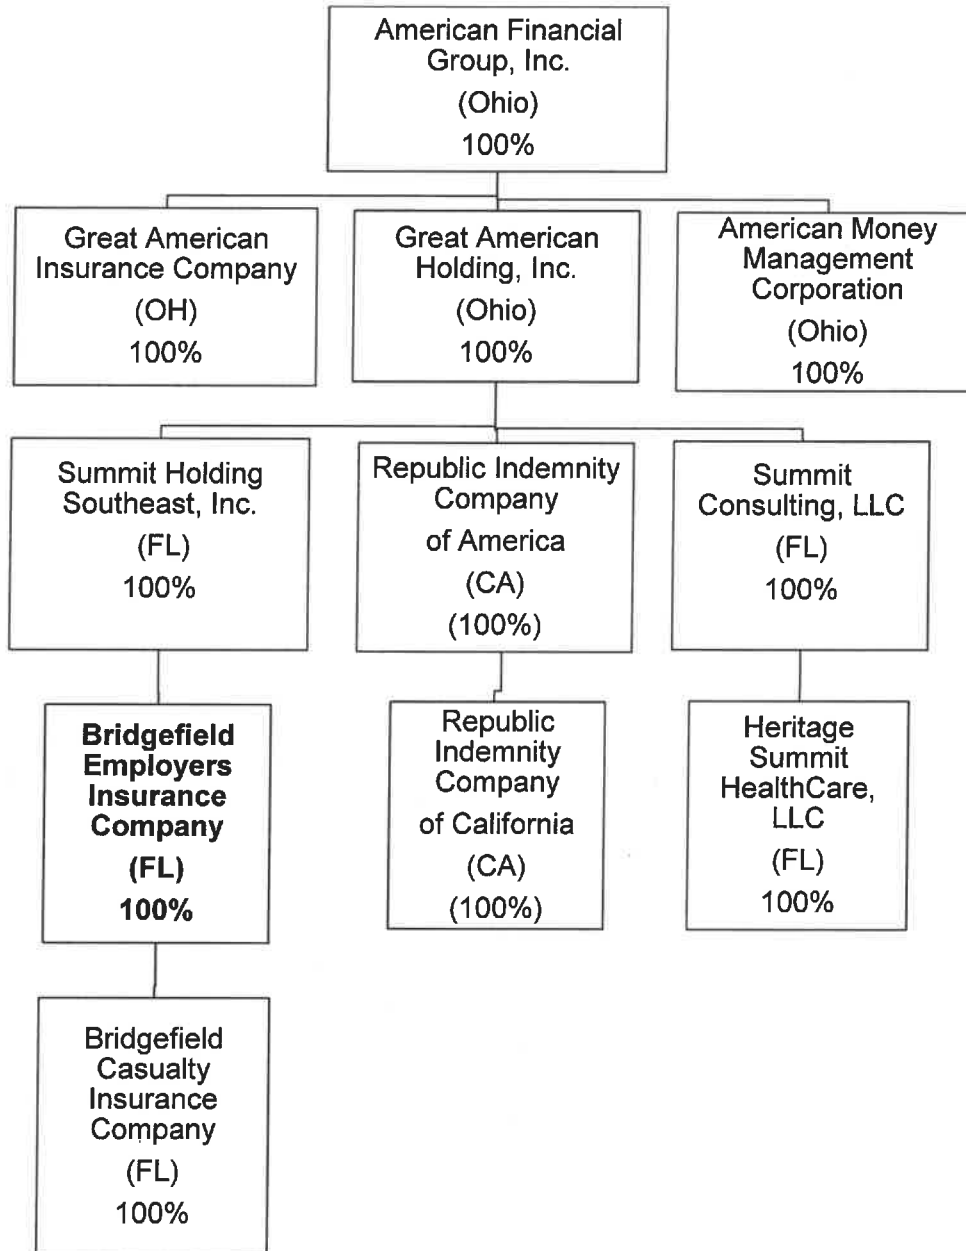 American Financial
Group, Inc.
(Ohio)
100%
Great American
Insurance Company
(OH)
100%
Great American
Holding, Inc.
(Ohio)
100%
American Money
Management
Corporation
(Ohio)
100%
Summit Holding
Southeast, Inc.
(FL)
100%
Republic Indemnity
Company
of America
(CA)
(100%)
Summit
Consulting, LLC
(FL)
100%
Bridgefield
Employers
Insurance
Company
(FL)
100%
Republic
Indemnity
Company
of California
(CA)
(100%)
Heritage
Summit
HealthCare,
LLC
(FL)
100%
Bridgefield
Casualty
Insurance
Company
(FL)
100%